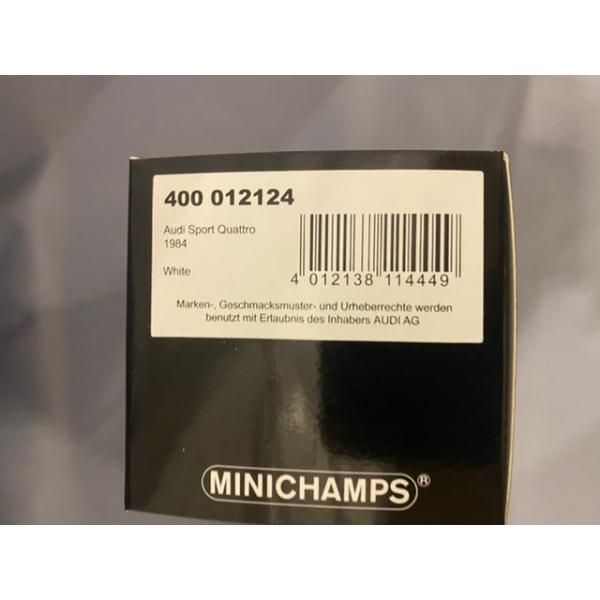 400 012124
Audi Sport Quattro
1984
White
4 012138 114449
Marken-, Geschmacksmuster- und Urheberrechte werden
benutzt mit Erlaubnis des Inhabers AUDI AG
MINICHAMPS®